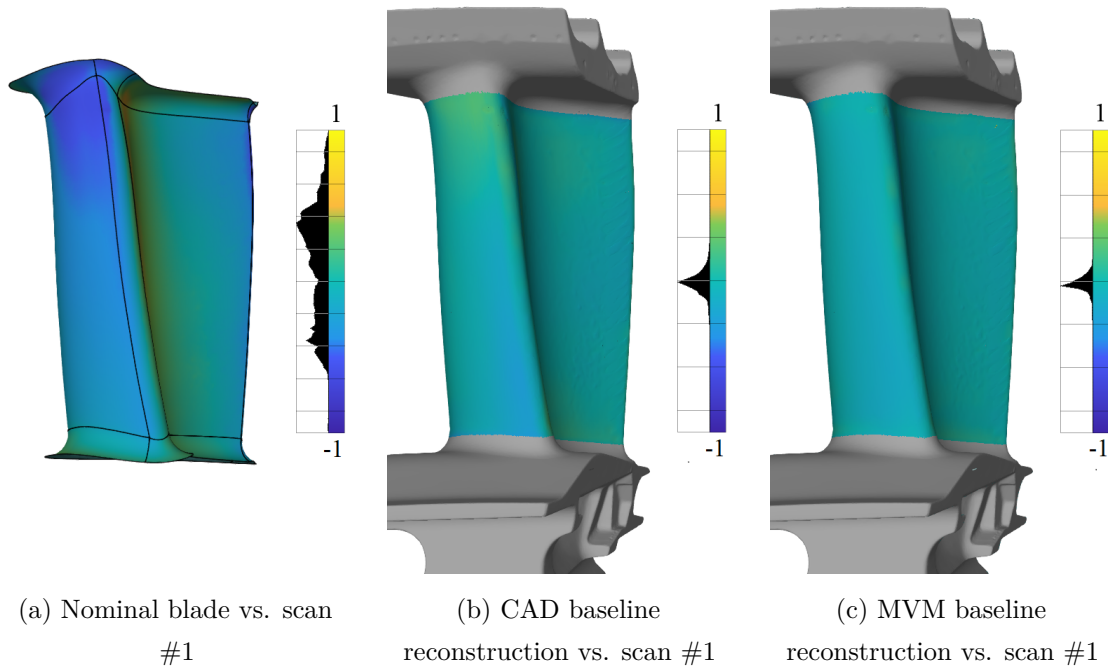 1
-1
1
-1
1
-1
(a) Nominal blade vs. scan
#1
(b) CAD baseline
reconstruction vs. scan #1
(c) MVM baseline
reconstruction vs. scan #1